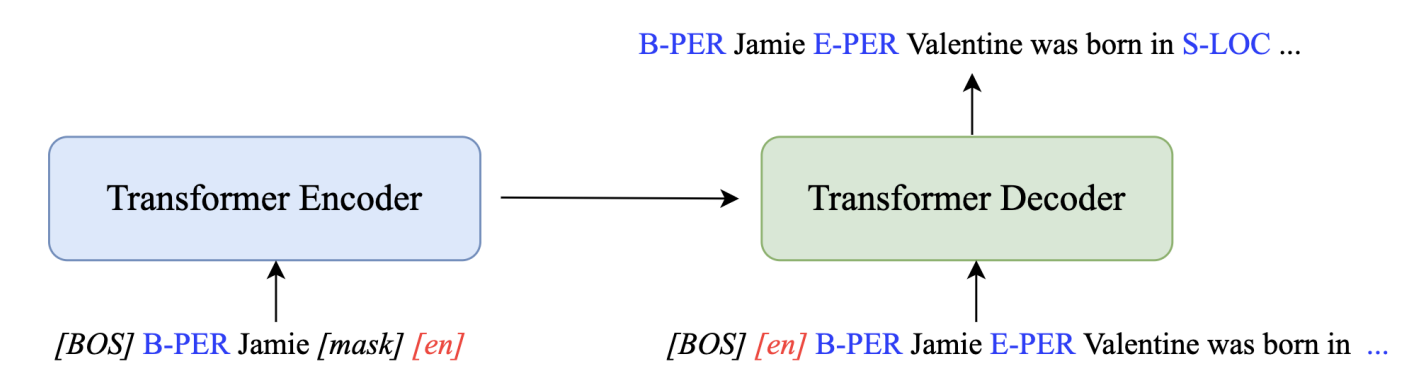 B-PER Jamie E-PER Valentine was born in S-LOC ...
Transformer Encoder
Transformer Decoder
[BOS] B-PER Jamie [mask] [en]
[BOS] [en] B-PER Jamie E-PER Valentine was born in ...